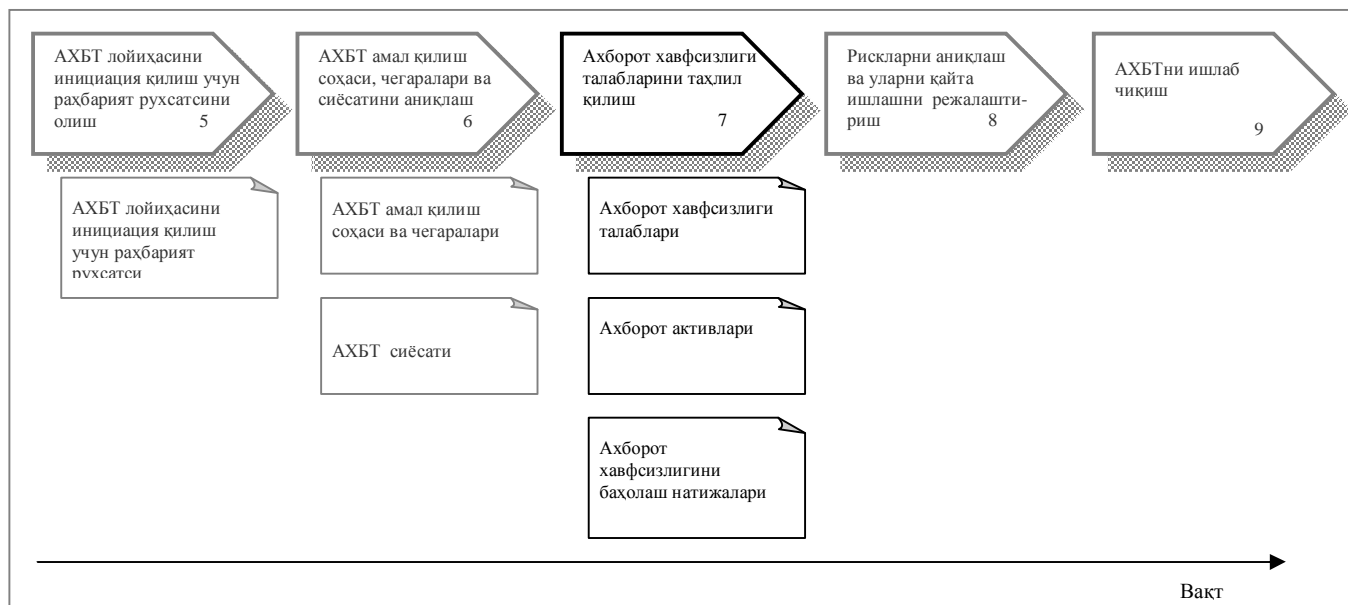 АХБТ лойиҳасини
инициация қилиш учун
раҳбарият рухсатсини
олиш 5
АХБТ амал қилиш
соҳаси, чегаралари ва
сиёсатини аниқлаш
6
Ахборот хавфсизлиги
талабларини таҳлил
қилиш
7
Рискларни аниқлаш
ва уларни қайта
ишлашни режалашти-
риш 8
АХБТни ишлаб
чиқиш
9
АХБТ лойиҳасини
инициация қилиш
учун раҳбарият
рухсатси
АХБТ амал қилиш
соҳаси ва чегаралари
Ахборот хавфсизлиги
талаблари
АХБТ сиёсати
Ахборот активлари
Ахборот
хавфсизлигини
баҳолаш натижалари
Вақт